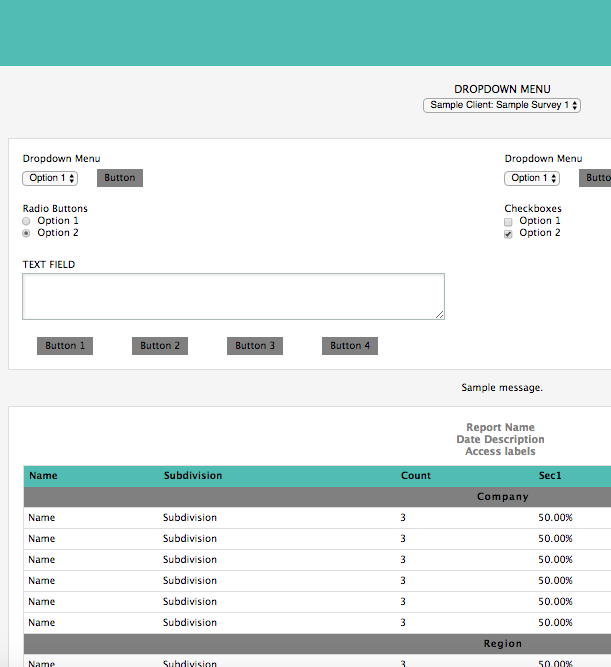 DROPDOWN MENU
Sample Client: Sample Survey 1
Dropdown Menu
Option 1 Button
Radio Buttons
Option 1
Option 2
TEXT FIELD
Button 1 Button 2 Button 3 Button 4
Dropdown Menu
Option 1
Checkboxes
Option 1
Option 2
Sample message.
Report Name
Date Description
Access labels
Name Subdivision Count Sec1
Company
Name Subdivision 3 50.00%
Name Subdivision 3 50.00%
Name Subdivision 3 50.00%
Name Subdivision 3 50.00%
Name Subdivision 3 50.00%
Name Subdivision 3 50.00%
Region
Name Subdivision 3 50.00%